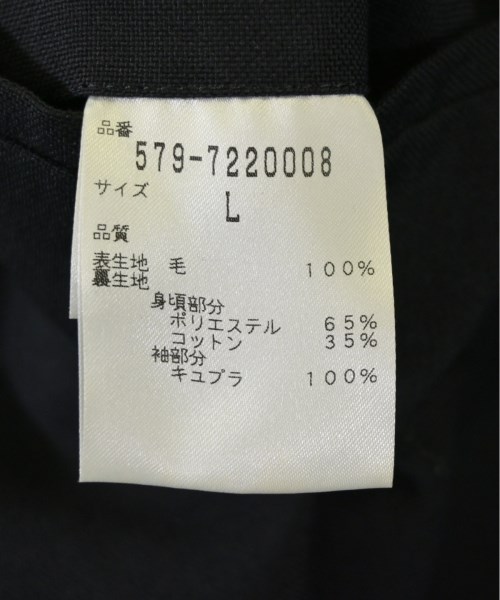 品番
579-7220008
サイズ
L
品質
表生地 毛 100%
裏生地
身頃部分
ポリエステル 65%
コットン 35%
袖部分
キュプラ 100%